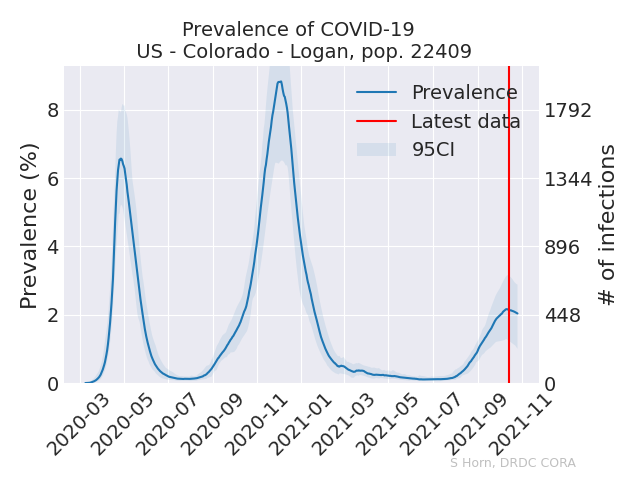 Prevalence of COVID-19
US - Colorado - Logan, pop. 22409
Prevalence
Latest data
95CI
Prevalence (%)
8
6
4
2
0
1792
1344
896
448
0
# of infections
2020-03
2020-05
2020-07
2020-09
2020-11
2021-01
2021-03
2021-05
2021-07
2021-09
2021-11
S Horn, DRDC CORA